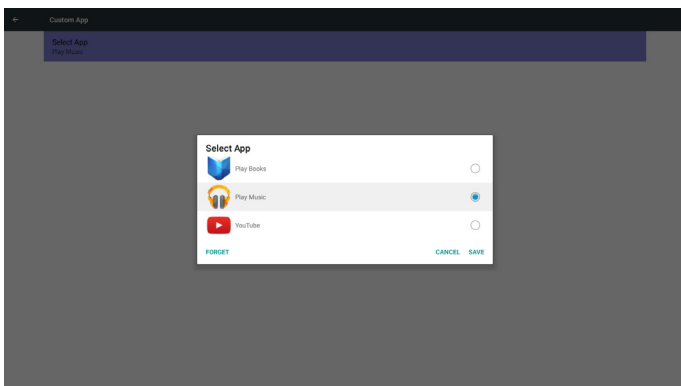 Custom App
Select App
Play Music
Select App
Play Books
Play Music
YouTube
FORGET
CANCEL SAVE